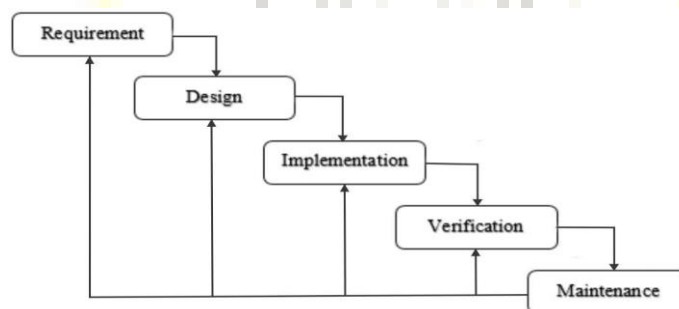 Requirement
Design
Implementation
Verification
Maintenance